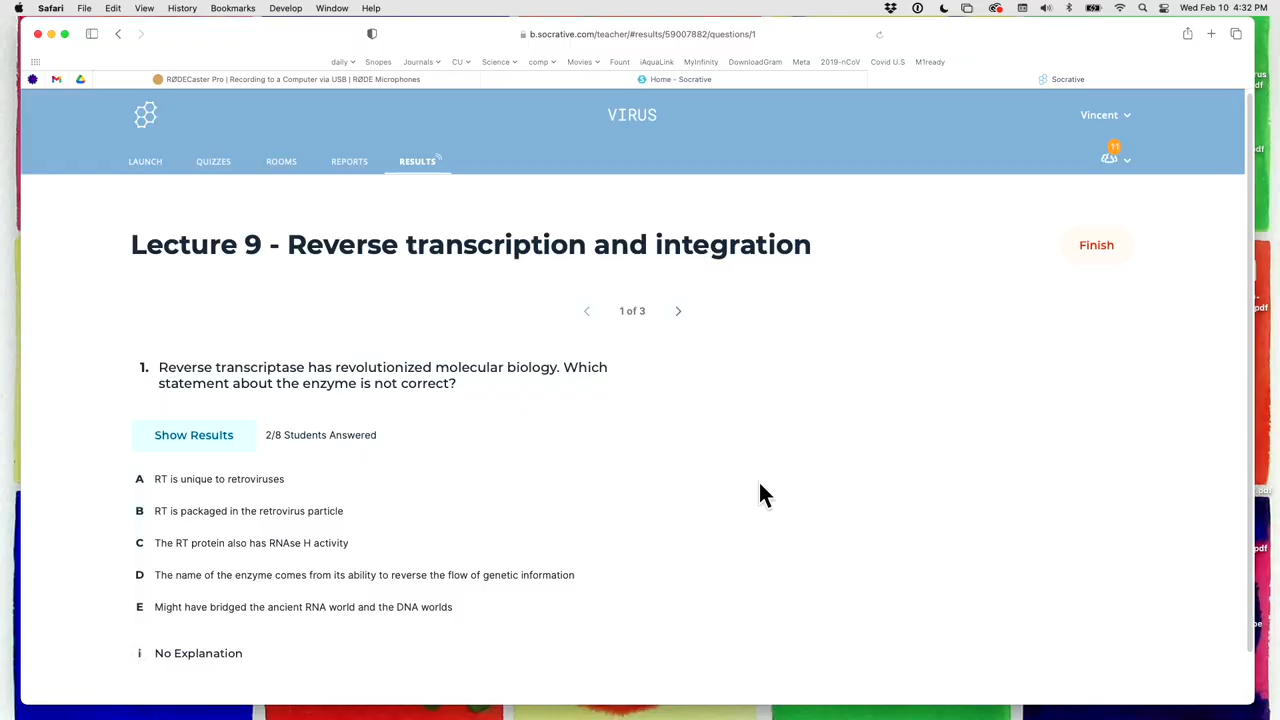 Safari File Edit View History Bookmarks Develop Window Help Wed Feb 10 4:32 PM
b.socrative.com/teacher/#results/59007882/questions/1
daily Snopes Journals CU Science comp Movies Fount iAquaLink MyInfinity DownloadGram Meta 2019-nCoV Covid U.S M1ready
RØDECaster Pro | Recording to a Computer via USB | RØDE Microphones Home - Socrative Socrative
VIRUS
Vincent
LAUNCH QUIZZES ROOMS REPORTS RESULTS 11
Lecture 9 - Reverse transcription and integration
Finish
1 of 3
1. Reverse transcriptase has revolutionized molecular biology. Which
statement about the enzyme is not correct?
Show Results 2/8 Students Answered
A RT is unique to retroviruses
B RT is packaged in the retrovirus particle
C The RT protein also has RNAse H activity
D The name of the enzyme comes from its ability to reverse the flow of genetic information
E Might have bridged the ancient RNA world and the DNA worlds
i No Explanation